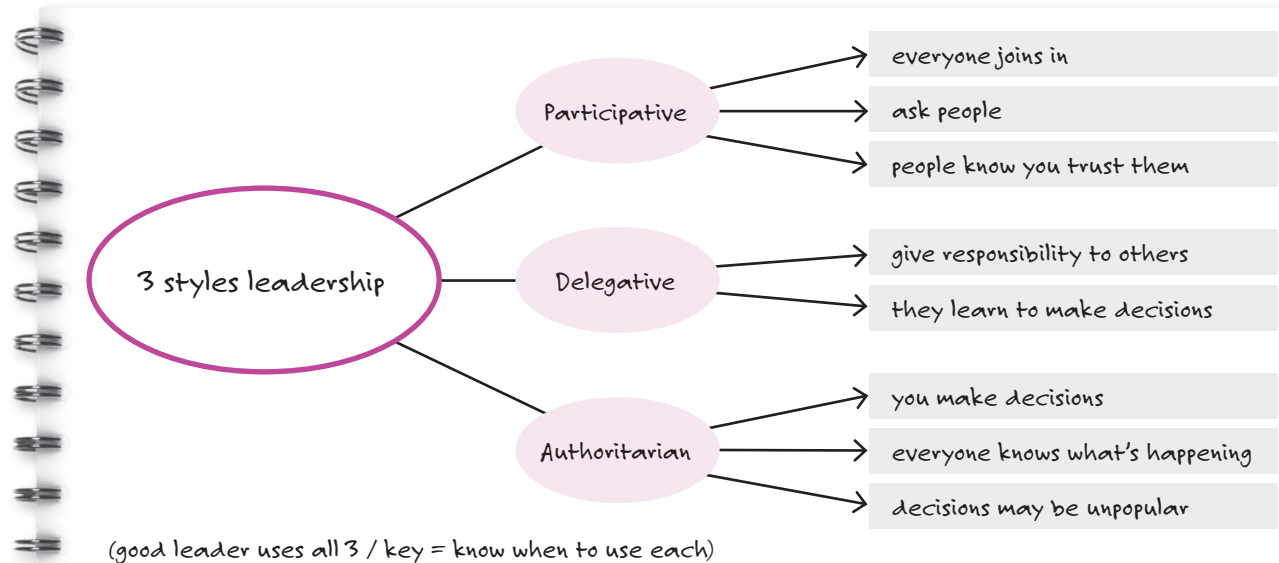 3 styles leadership
Participative
everyone joins in
ask people
people know you trust them
Delegative
give responsibility to others
they learn to make decisions
Authoritarian
you make decisions
everyone knows what's happening
decisions may be unpopular
(good leader uses all 3 / key = know when to use each)